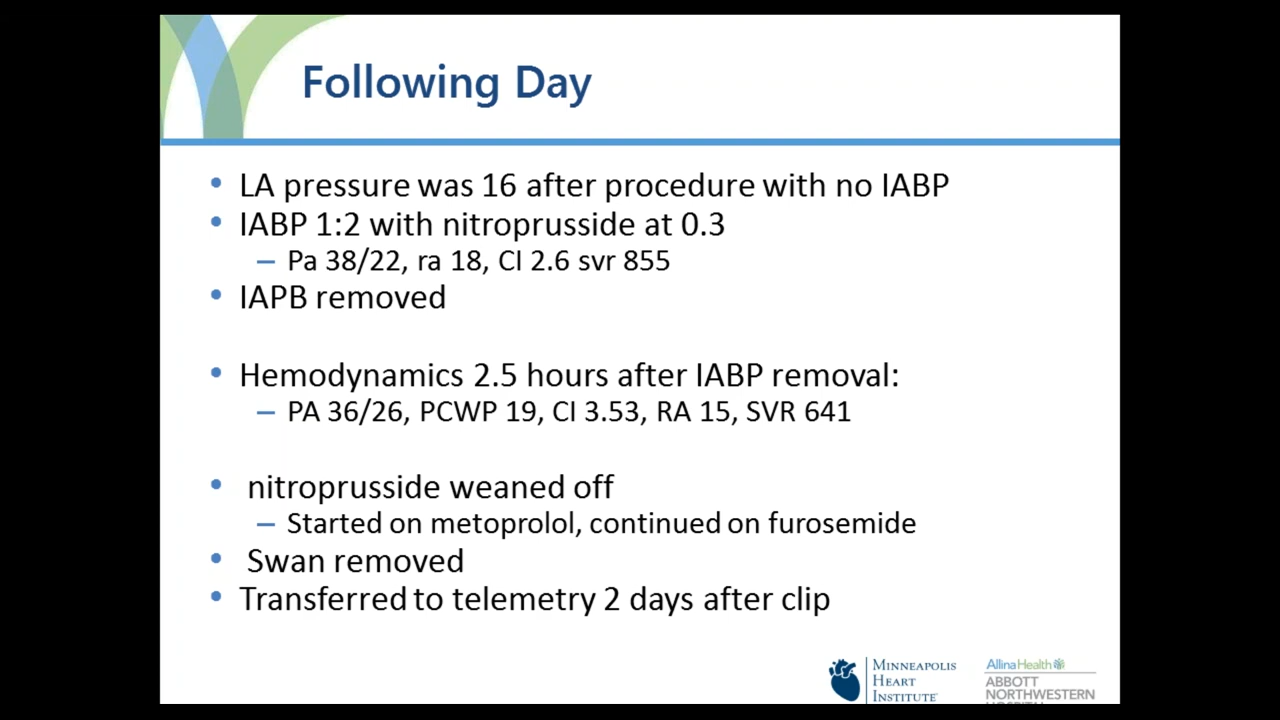 Following Day
• LA pressure was 16 after procedure with no IABP
• IABP 1:2 with nitroprusside at 0.3
– Pa 38/22, ra 18, CI 2.6 svr 855
• IAPB removed
• Hemodynamics 2.5 hours after IABP removal:
– PA 36/26, PCWP 19, CI 3.53, RA 15, SVR 641
• nitroprusside weaned off
– Started on metoprolol, continued on furosemide
• Swan removed
• Transferred to telemetry 2 days after clip
MINNEAPOLIS
HEART
INSTITUTE
Allina Health
ABBOTT
NORTHWESTERN
HOSPITAL